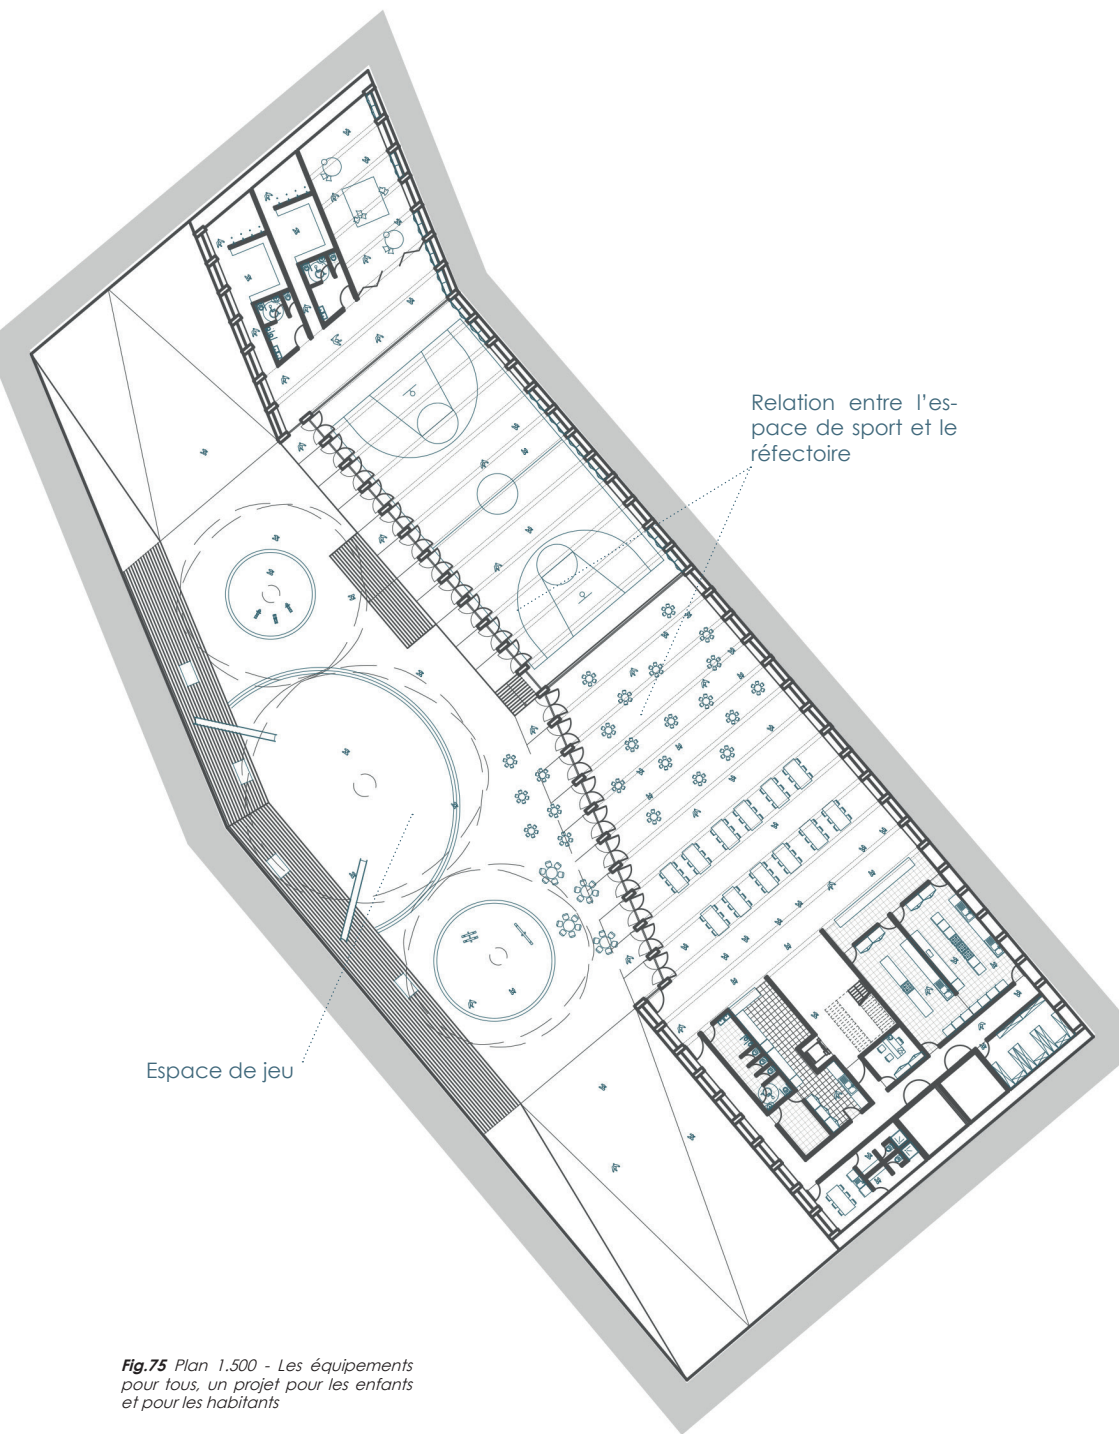 Relation entre l'es-
pace de sport et le
réfectoire
Espace de jeu
Fig.75 Plan 1.500 - Les équipements
pour tous, un projet pour les enfants
et pour les habitants